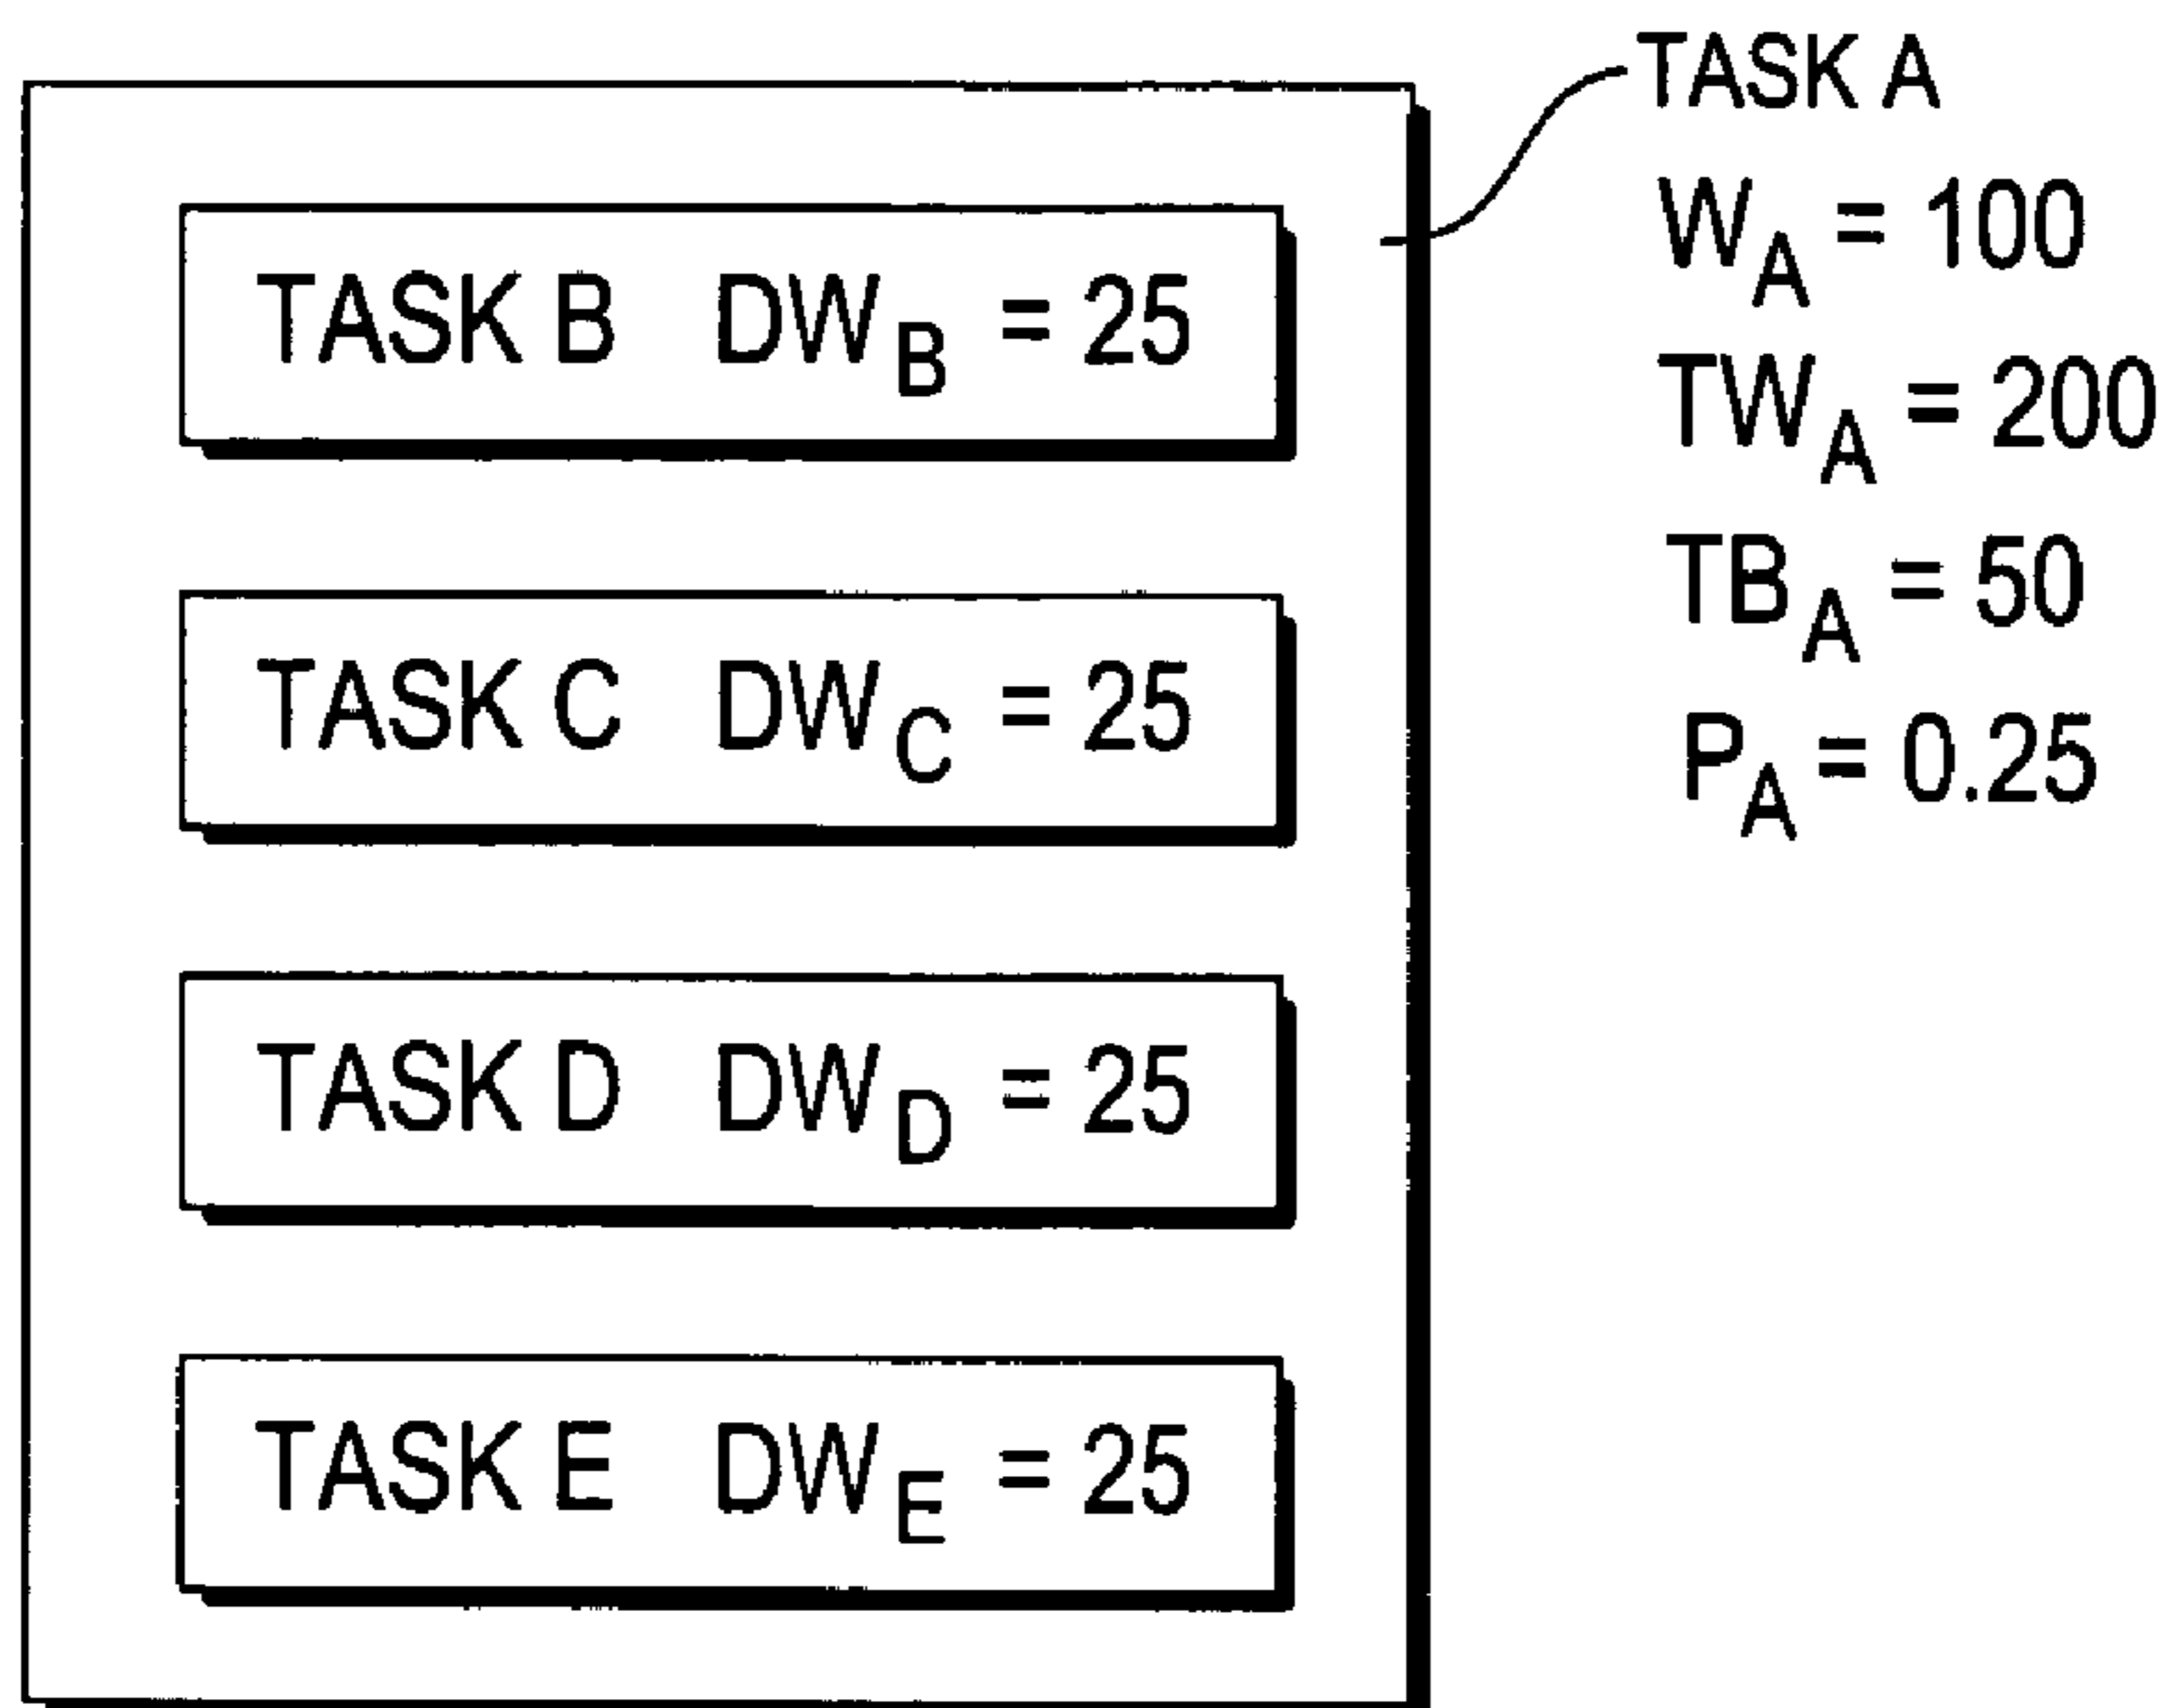 TASK A
W_A = 100
TW_A = 200
TB_A = 50
P_A = 0.25
TASK B DW_B = 25
TASK C DW_C = 25
TASK D DW_D = 25
TASK E DW_E = 25